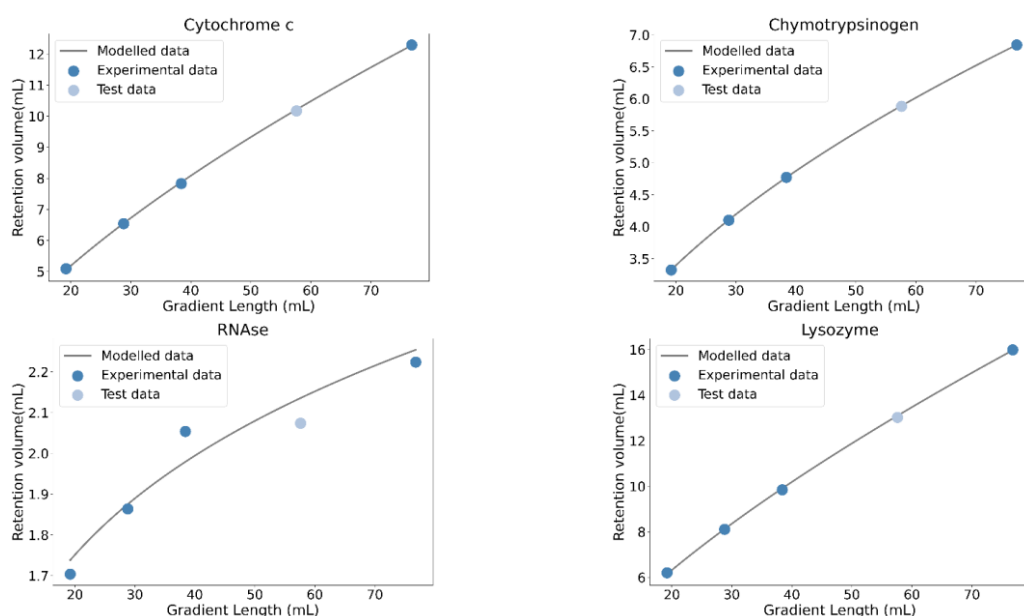 Cytochrome c
Modelled data
Experimental data
Test data
12
11
10
9
8
7
6
5
Retention volume(mL)
20 30 40 50 60 70
Gradient Length (mL)
Chymotrypsinogen
Modelled data
Experimental data
Test data
7.0
6.5
6.0
5.5
5.0
4.5
4.0
3.5
Retention volume(mL)
20 30 40 50 60 70
Gradient Length (mL)
RNAse
Modelled data
Experimental data
Test data
2.2
2.1
2.0
1.9
1.8
1.7
Retention volume(mL)
20 30 40 50 60 70
Gradient Length (mL)
Lysozyme
Modelled data
Experimental data
Test data
16
14
12
10
8
6
Retention volume(mL)
20 30 40 50 60 70
Gradient Length (mL)